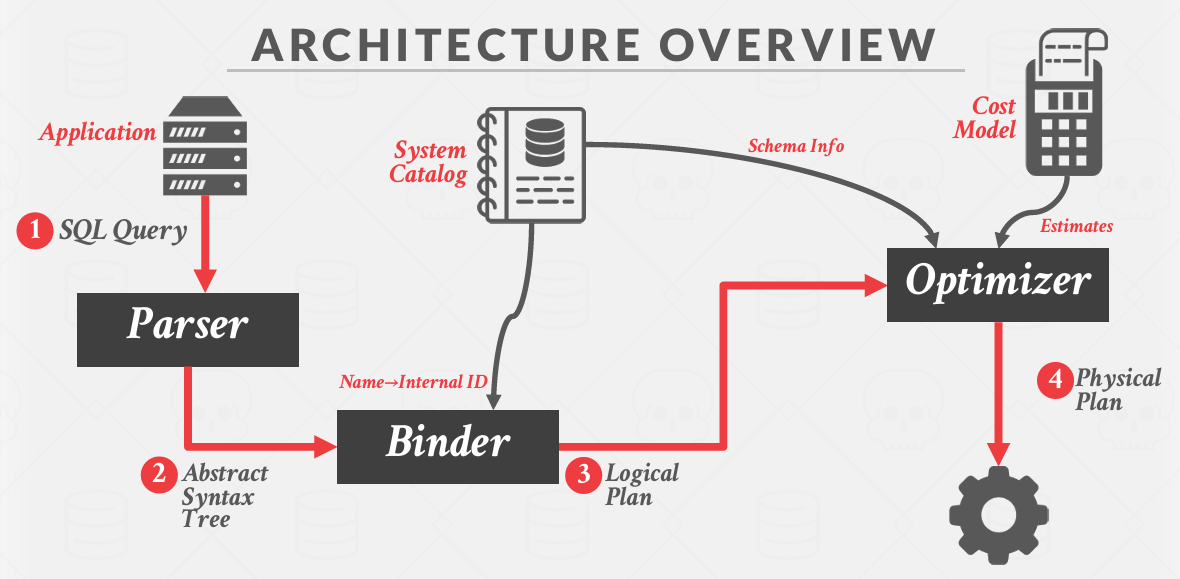 ARCHITECTURE OVERVIEW
Application
1 SQL Query
Parser
2 Abstract
Syntax
Tree
System
Catalog
Name→Internal ID
Binder
3 Logical
Plan
Schema Info
Cost
Model
Estimates
Optimizer
4 Physical
Plan